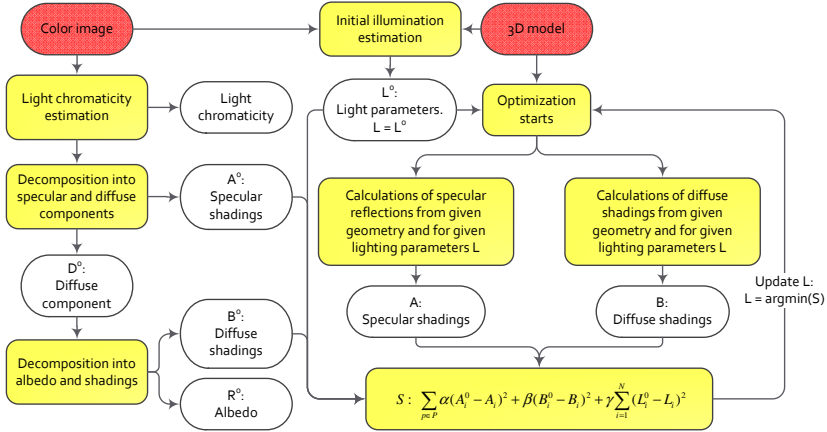 Color image
Initial illumination
estimation
3D model
Light chromaticity
estimation
Light
chromaticity
L⁰:
Light parameters.
L = L⁰
Optimization
starts
Decomposition into
specular and diffuse
components
A⁰:
Specular
shadings
Calculations of specular
reflections from given
geometry and for given
lighting parameters L
Calculations of diffuse
shadings from given
geometry and for given
lighting parameters L
D⁰:
Diffuse
component
A:
Specular shadings
B:
Diffuse shadings
Update L:
L = argmin(S)
B⁰:
Diffuse
shadings
Decomposition into
albedo and shadings
R⁰:
Albedo
S : ∑_{p∈P} α(A_i^0 − A_i)² + β(B_i^0 − B_i)² + γ∑_{i=1}^{N}(L_i^0 − L_i)²